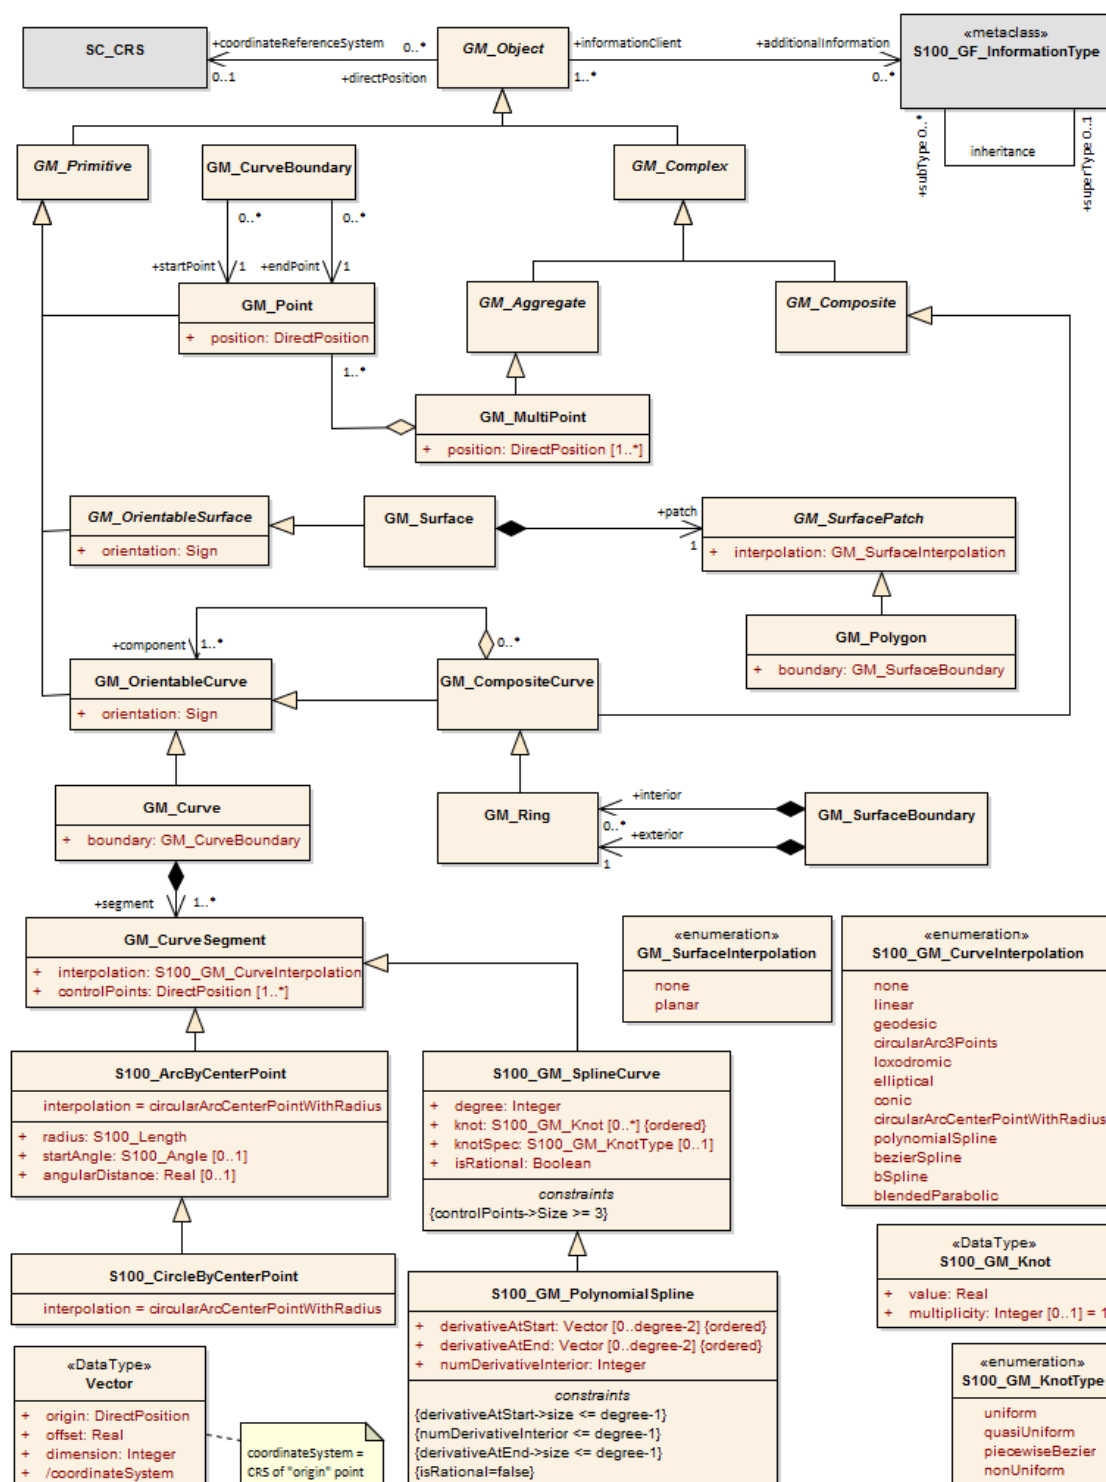 SC_CRS
+coordinateReferenceSystem
0..*
0..1
+directPosition
GM_Object
+informationClient
+additionalInformation
1..*
0..*
«metaclass»
S100_GF_InformationType
+subType 0..*
inheritance
+superType 0..1
GM_Primitive
GM_CurveBoundary
GM_Complex
0..*
0..*
+startPoint
1
+endPoint
1
GM_Point
+ position: DirectPosition
GM_Aggregate
GM_Composite
1..*
GM_MultiPoint
+ position: DirectPosition [1..*]
GM_OrientableSurface
+ orientation: Sign
GM_Surface
+patch
1
GM_SurfacePatch
+ interpolation: GM_SurfaceInterpolation
GM_Polygon
+ boundary: GM_SurfaceBoundary
+component
1..*
0..*
GM_OrientableCurve
+ orientation: Sign
GM_CompositeCurve
GM_Curve
+ boundary: GM_CurveBoundary
GM_Ring
+interior
0..*
+exterior
1
GM_SurfaceBoundary
+segment
1..*
GM_CurveSegment
+ interpolation: S100_GM_CurveInterpolation
+ controlPoints: DirectPosition [1..*]
«enumeration»
GM_SurfaceInterpolation
none
planar
«enumeration»
S100_GM_CurveInterpolation
none
linear
geodesic
circularArc3Points
loxodromic
elliptical
conic
circularArcCenterPointWithRadius
polynomialSpline
bezierSpline
bSpline
blendedParabolic
S100_ArcByCenterPoint
interpolation = circularArcCenterPointWithRadius
+ radius: S100_Length
+ startAngle: S100_Angle [0..1]
+ angularDistance: Real [0..1]
S100_GM_SplineCurve
+ degree: Integer
+ knot: S100_GM_Knot [0..*] {ordered}
+ knotSpec: S100_GM_KnotType [0..1]
+ isRational: Boolean
constraints
{controlPoints->Size >= 3}
S100_CircleByCenterPoint
interpolation = circularArcCenterPointWithRadius
S100_GM_PolynomialSpline
+ derivativeAtStart: Vector [0..degree-2] {ordered}
+ derivativeAtEnd: Vector [0..degree-2] {ordered}
+ numDerivativeInterior: Integer
constraints
{derivativeAtStart->size <= degree-1}
{numDerivativeInterior <= degree-1}
{derivativeAtEnd->size <= degree-1}
{isRational=false}
«DataType»
S100_GM_Knot
+ value: Real
+ multiplicity: Integer [0..1] = 1
«DataType»
Vector
+ origin: DirectPosition
+ offset: Real
+ dimension: Integer
+ /coordinateSystem
coordinateSystem =
CRS of "origin" point
«enumeration»
S100_GM_KnotType
uniform
quasiUniform
piecewiseBezier
nonUniform